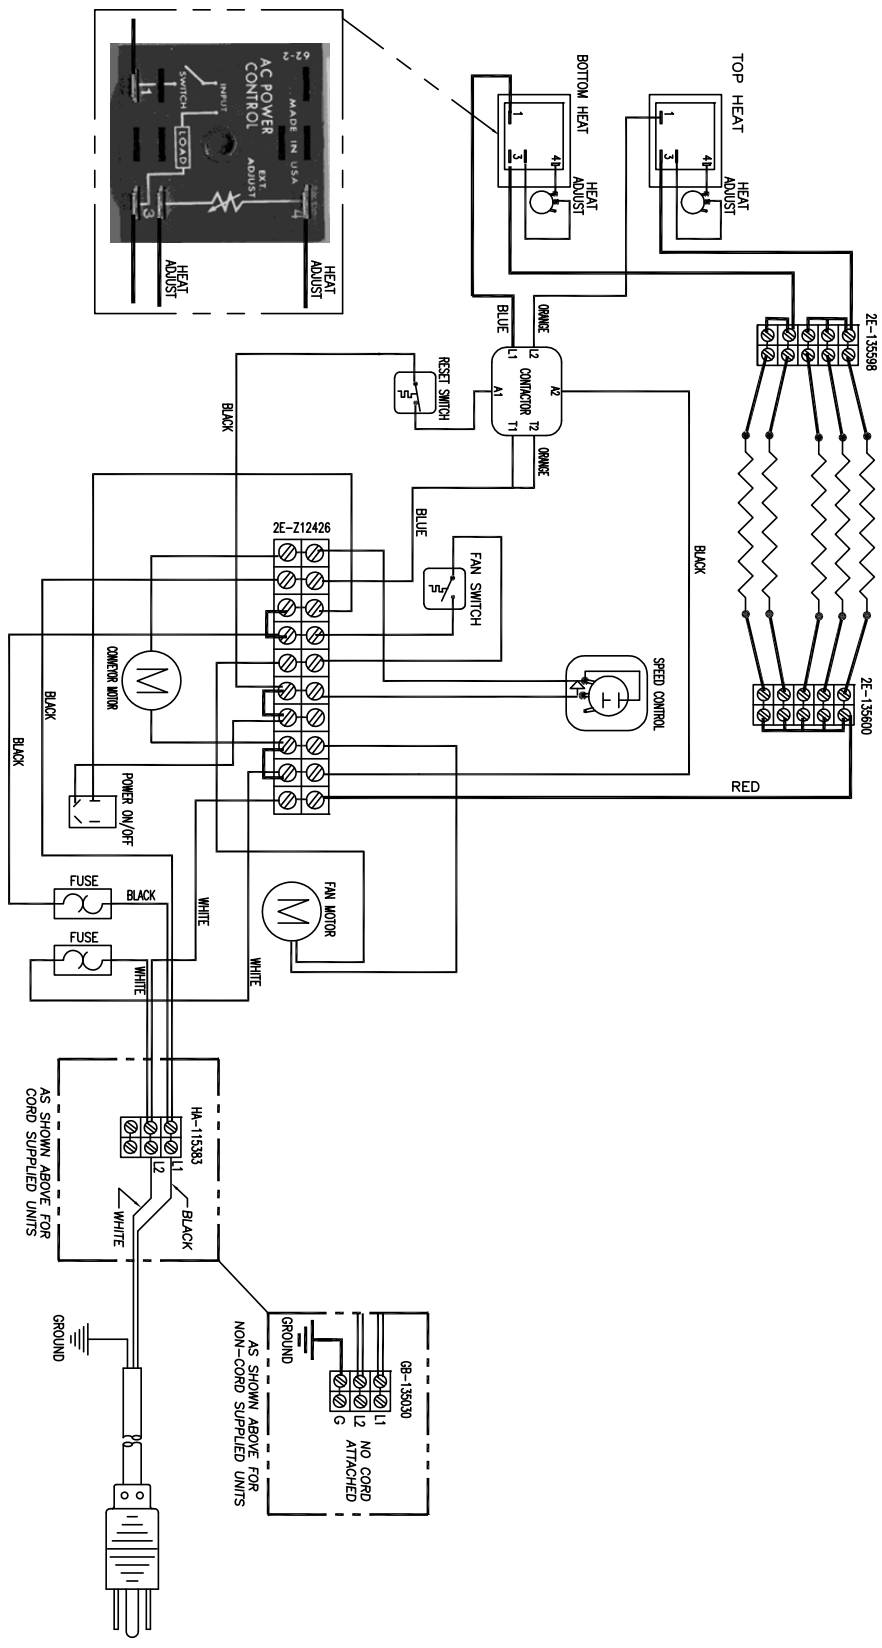 62-2
AC POWER
CONTROL
MADE IN USA
INPUT
SWITCH
LOAD
EXT.
ADJUST
1
3
4
HEAT
ADJUST
HEAT
ADJUST
BOTTOM HEAT
1
3
4
HEAT
ADJUST
TOP HEAT
1
3
4
HEAT
ADJUST
2E-135598
BLUE
ORANGE
L1
L2
CONTACTOR
A1
A2
T1
T2
ORANGE
RESET SWITCH
BLACK
BLUE
BLACK
2E-Z12426
FAN SWITCH
SPEED CONTROL
2E-135600
RED
M
CONVEYOR MOTOR
BLACK
BLACK
POWER ON/OFF
M
FAN MOTOR
FUSE
BLACK
WHITE
FUSE
WHITE
WHITE
HA-115383
L1
L2
BLACK
WHITE
AS SHOWN ABOVE FOR
CORD SUPPLIED UNITS
GROUND
GROUND
GB-135030
L1
L2
G
NO CORD
ATTACHED
AS SHOWN ABOVE FOR
NON-CORD SUPPLIED UNITS